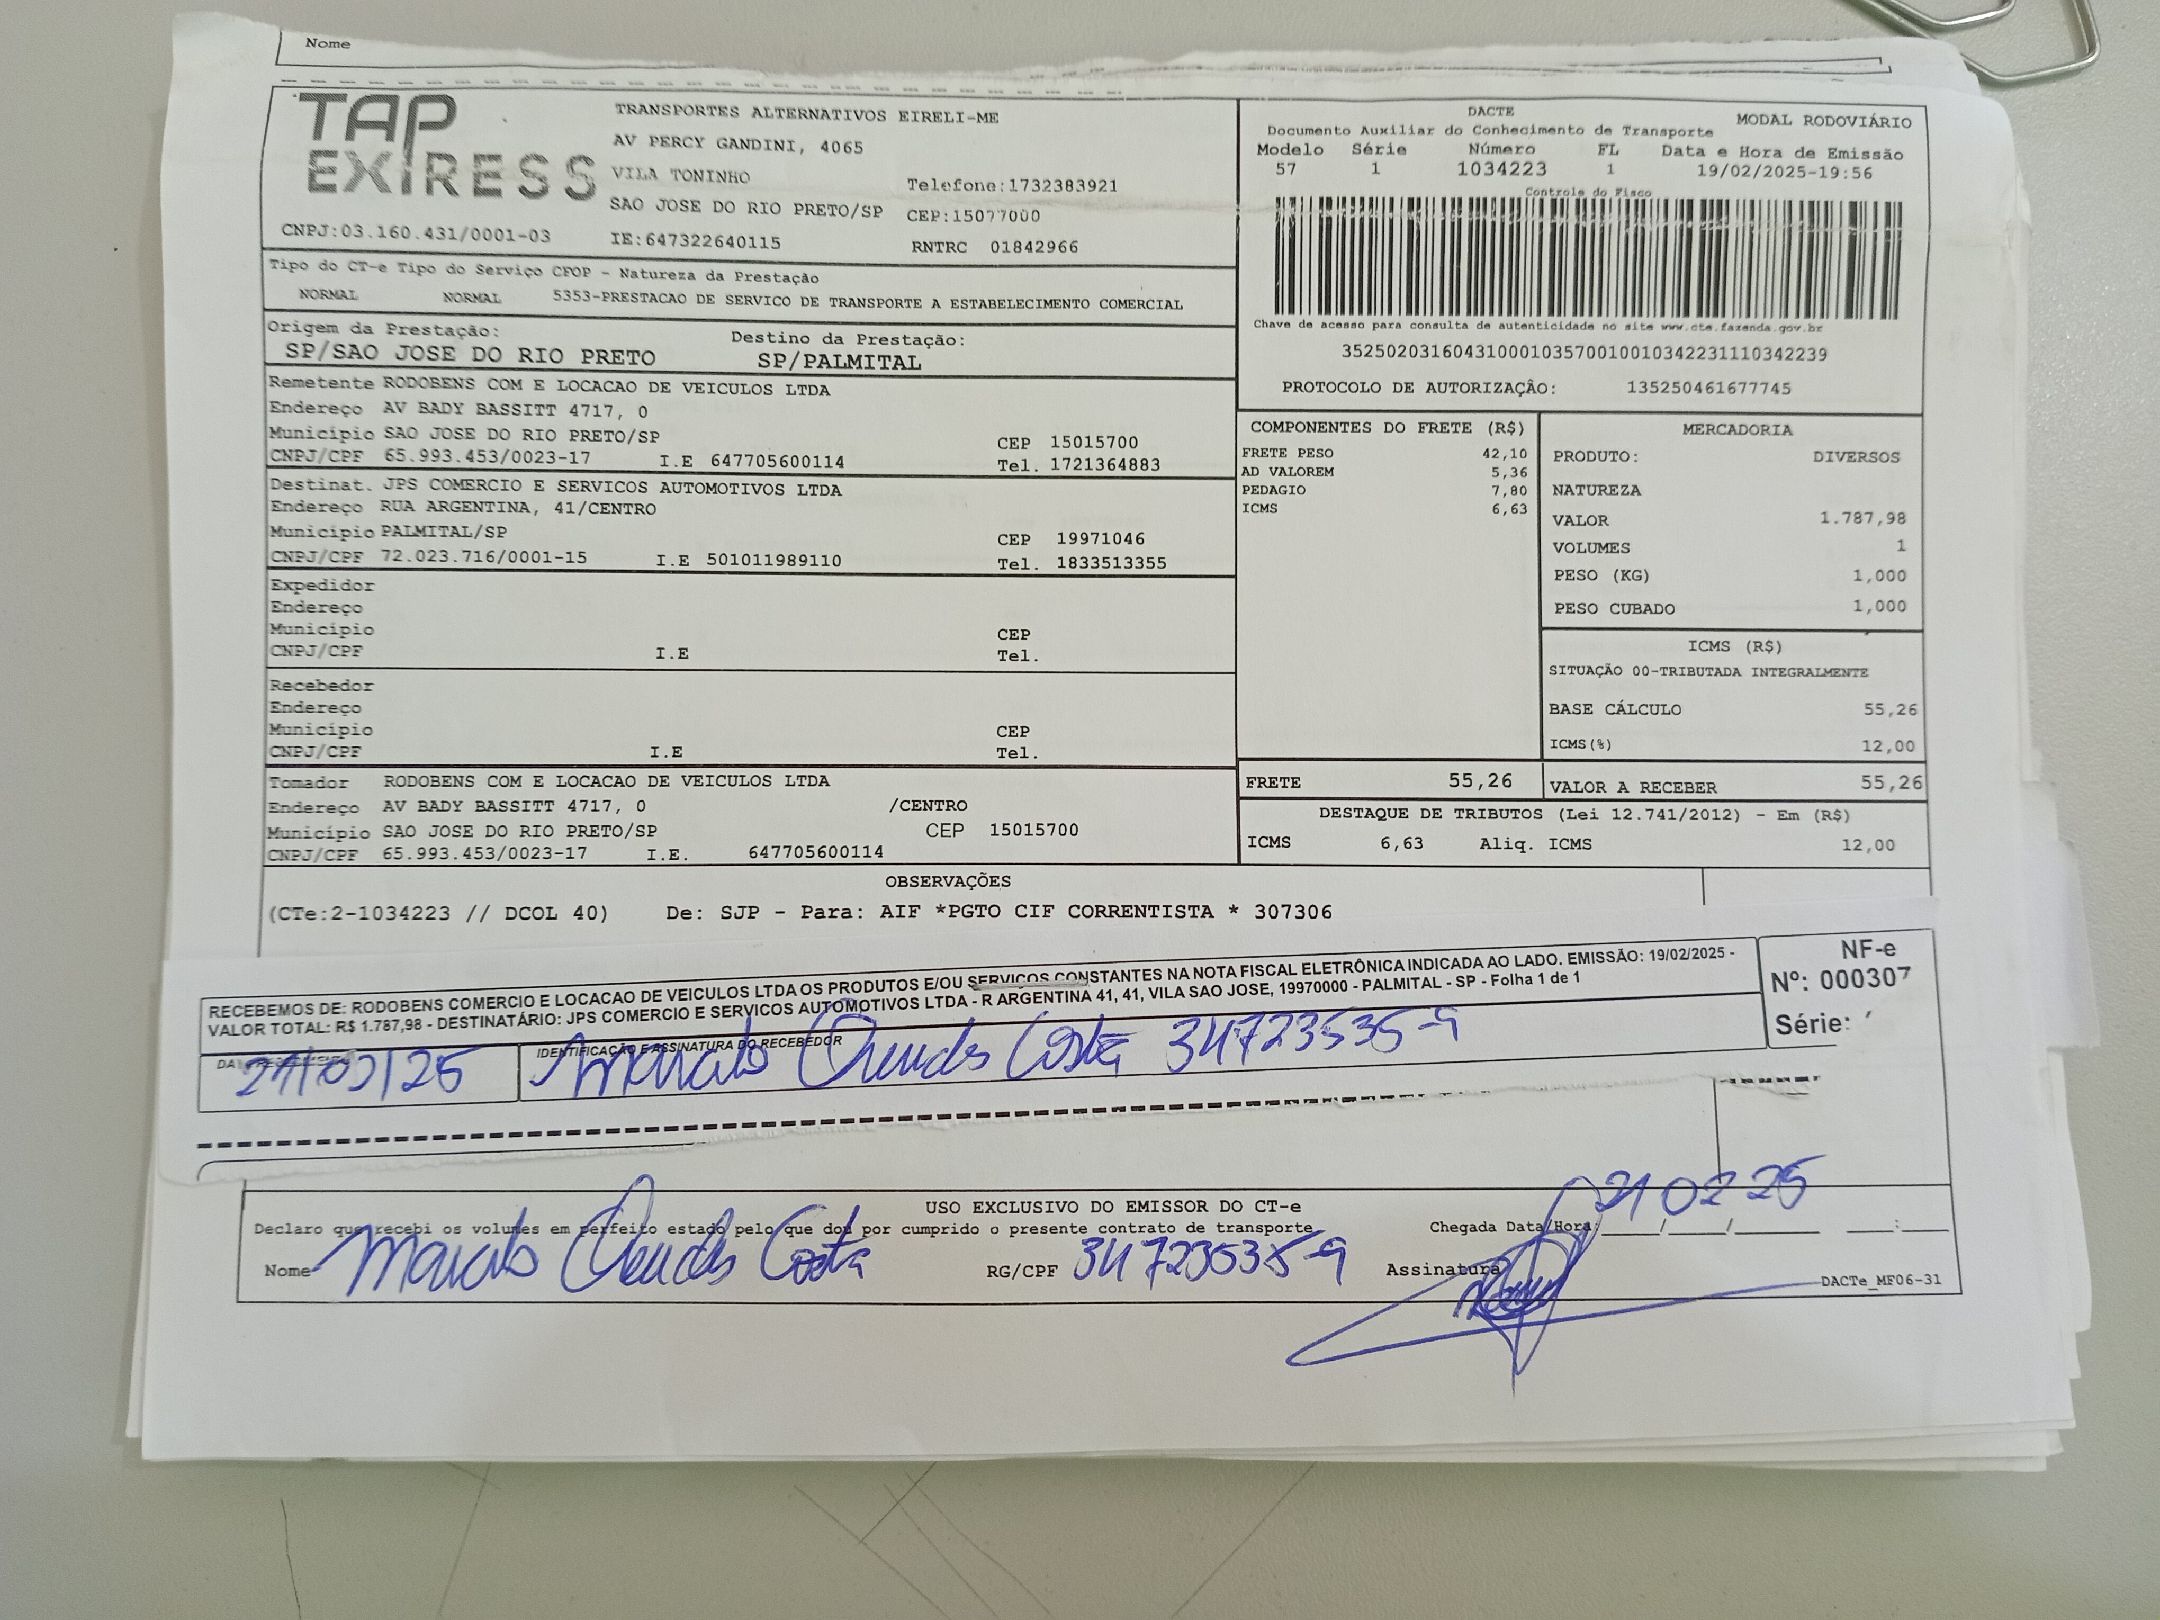 Nome
TAP
EXPRESS
TRANSPORTES ALTERNATIVOS EIRELI-ME
AV PERCY GANDINI, 4065
VILA TONINHO
Telefone:1732383921
SAO JOSE DO RIO PRETO/SP CEP:15077000
CNPJ:03.160.431/0001-03 IE:647322640115 RNTRC 01842966
DACTE
MODAL RODOVIÁRIO
Documento Auxiliar do Conhecimento de Transporte
Modelo Série Número FL Data e Hora de Emissão
57 1 1034223 1 19/02/2025-19:56
Controle do Fisco
Chave de acesso para consulta de autenticidade no site www.cte.fazenda.gov.br
35250203160431000103570010010342231110342239
PROTOCOLO DE AUTORIZAÇÃO: 135250461677745
Tipo do CT-e Tipo do Serviço CFOP - Natureza da Prestação
NORMAL NORMAL 5353-PRESTACAO DE SERVICO DE TRANSPORTE A ESTABELECIMENTO COMERCIAL
Origem da Prestação: Destino da Prestação:
SP/SAO JOSE DO RIO PRETO SP/PALMITAL
Remetente RODOBENS COM E LOCACAO DE VEICULOS LTDA
Endereço AV BADY BASSITT 4717, 0
Município SAO JOSE DO RIO PRETO/SP CEP 15015700
CNPJ/CPF 65.993.453/0023-17 I.E 647705600114 Tel. 1721364883
Destinat. JPS COMERCIO E SERVICOS AUTOMOTIVOS LTDA
Endereço RUA ARGENTINA, 41/CENTRO
Município PALMITAL/SP CEP 19971046
CNPJ/CPF 72.023.716/0001-15 I.E 501011989110 Tel. 1833513355
Expedidor
Endereço
Município CEP
CNPJ/CPF I.E Tel.
Recebedor
Endereço
Município CEP
CNPJ/CPF I.E Tel.
Tomador RODOBENS COM E LOCACAO DE VEICULOS LTDA
Endereço AV BADY BASSITT 4717, 0 /CENTRO
Município SAO JOSE DO RIO PRETO/SP CEP 15015700
CNPJ/CPF 65.993.453/0023-17 I.E. 647705600114
COMPONENTES DO FRETE (R$)
FRETE PESO 42,10
AD VALOREM 5,36
PEDAGIO 7,80
ICMS 6,63
MERCADORIA
PRODUTO: DIVERSOS
NATUREZA
VALOR 1.787,98
VOLUMES 1
PESO (KG) 1,000
PESO CUBADO 1,000
ICMS (R$)
SITUAÇÃO 00-TRIBUTADA INTEGRALMENTE
BASE CÁLCULO 55,26
ICMS(%) 12,00
FRETE 55,26 VALOR A RECEBER 55,26
DESTAQUE DE TRIBUTOS (Lei 12.741/2012) - Em (R$)
ICMS 6,63 Aliq. ICMS 12,00
OBSERVAÇÕES
(CTe:2-1034223 // DCOL 40) De: SJP - Para: AIF *PGTO CIF CORRENTISTA * 307306
RECEBEMOS DE: RODOBENS COMERCIO E LOCACAO DE VEICULOS LTDA OS PRODUTOS E/OU SERVIÇOS CONSTANTES NA NOTA FISCAL ELETRÔNICA INDICADA AO LADO. EMISSÃO: 19/02/2025 -
VALOR TOTAL: R$ 1.787,98 - DESTINATÁRIO: JPS COMERCIO E SERVICOS AUTOMOTIVOS LTDA - R ARGENTINA 41, 41, VILA SAO JOSE, 19970000 - PALMITAL - SP - Folha 1 de 1
NF-e
Nº: 000307
Série:
IDENTIFICAÇÃO E ASSINATURA DO RECEBEDOR
21/02/25 Costa 34723535-9
USO EXCLUSIVO DO EMISSOR DO CT-e
Declaro que recebi os volumes em perfeito estado pelo que dou por cumprido o presente contrato de transporte
Chegada Data/Hora: 21 02 25
Nome Costa RG/CPF 34723535-9 Assinatura
DACTe_MF06-31